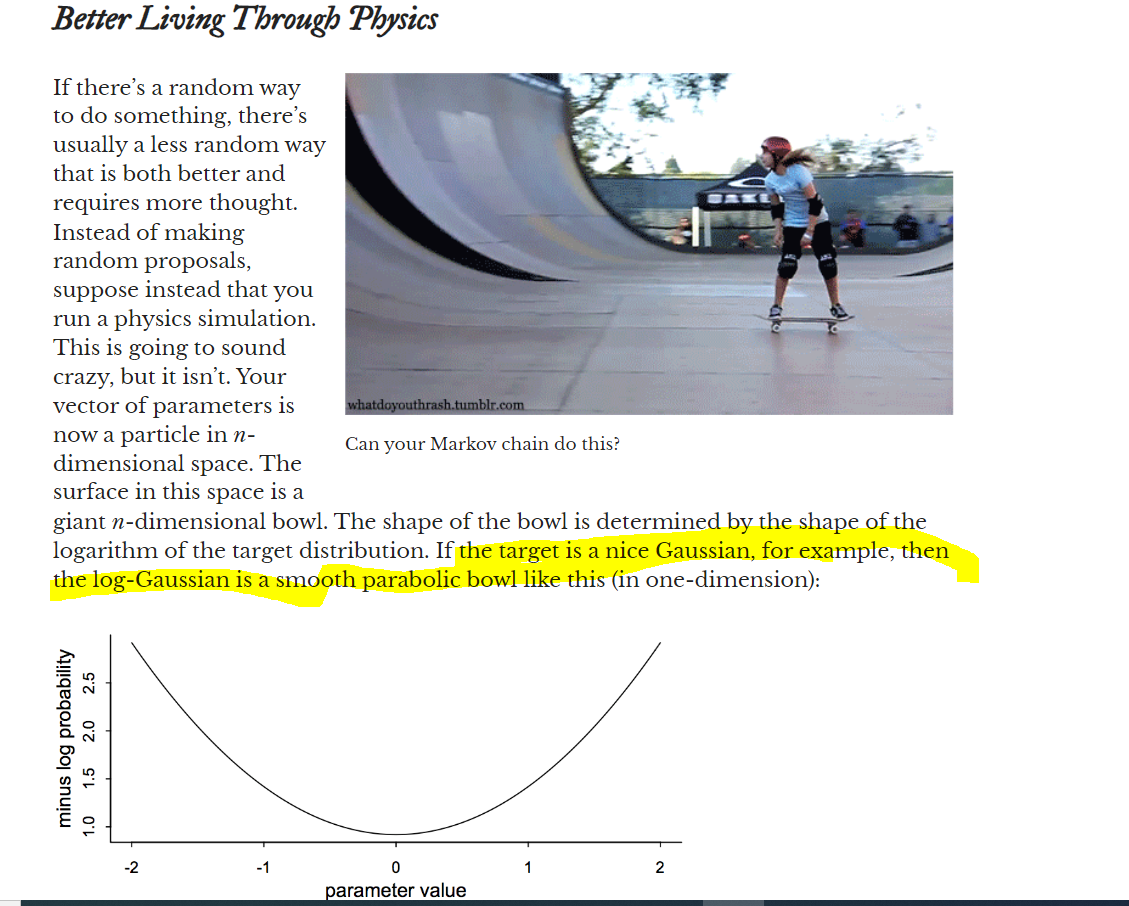 Better Living Through Physics
If there’s a random way
to do something, there’s
usually a less random way
that is both better and
requires more thought.
Instead of making
random proposals,
suppose instead that you
run a physics simulation.
This is going to sound
crazy, but it isn’t. Your
vector of parameters is
now a particle in n-
dimensional space. The
surface in this space is a
giant n-dimensional bowl. The shape of the bowl is determined by the shape of the
logarithm of the target distribution. If the target is a nice Gaussian, for example, then
the log-Gaussian is a smooth parabolic bowl like this (in one-dimension):
whatdoyouthrash.tumblr.com
Can your Markov chain do this?
minus log probability
2.5
2.0
1.5
1.0
-2
-1
0
1
2
parameter value